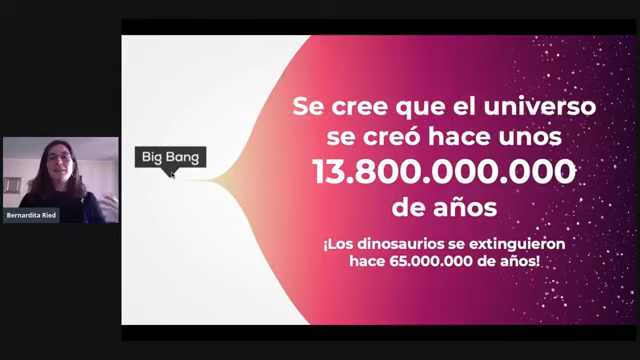 Bernardita Ried
Big Bang
Se cree que el universo
se creó hace unos
13.800.000.000
de años
¡Los dinosaurios se extinguieron
hace 65.000.000 de años!